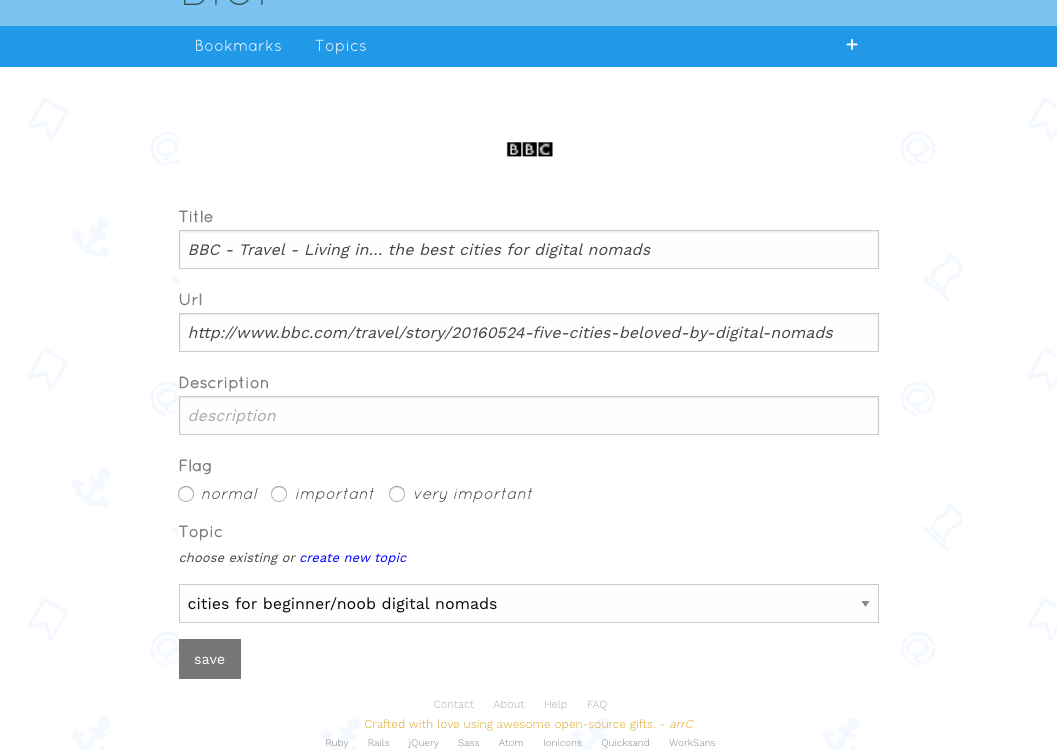 Bookmarks Topics +
BBC
Title
BBC - Travel - Living in... the best cities for digital nomads
Url
http://www.bbc.com/travel/story/20160524-five-cities-beloved-by-digital-nomads
Description
description
Flag
normal important very important
Topic
choose existing or create new topic
cities for beginner/noob digital nomads
save
Contact About Help FAQ
Crafted with love using awesome open-source gifts. - arrC
Ruby Rails jQuery Sass Atom Ionicons Quicksand WorkSans